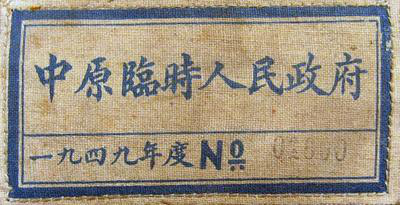 中原臨時人民政府
一九四九年度 №